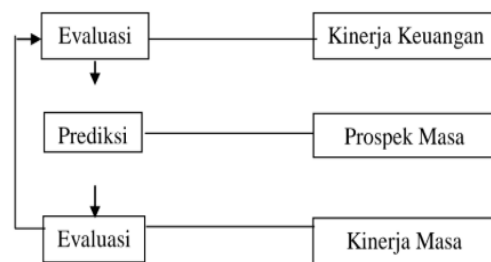 Evaluasi
Kinerja Keuangan
Prediksi
Prospek Masa
Evaluasi
Kinerja Masa